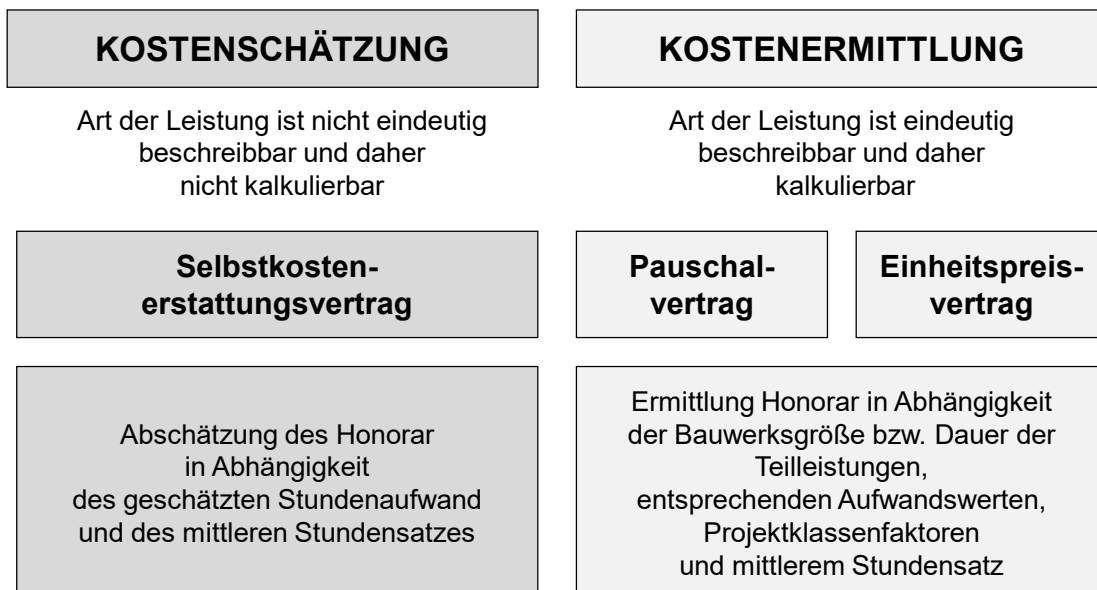 KOSTENSCHÄTZUNG
Art der Leistung ist nicht eindeutig
beschreibbar und daher
nicht kalkulierbar
Selbstkosten-
erstattungsvertrag
Abschätzung des Honorar
in Abhängigkeit
des geschätzten Stundenaufwand
und des mittleren Stundensatzes
KOSTENERMITTLUNG
Art der Leistung ist eindeutig
beschreibbar und daher
kalkulierbar
Pauschal-
vertrag
Einheitspreis-
vertrag
Ermittlung Honorar in Abhängigkeit
der Bauwerksgröße bzw. Dauer der
Teilleistungen,
entsprechenden Aufwandswerten,
Projektklassenfaktoren
und mittlerem Stundensatz